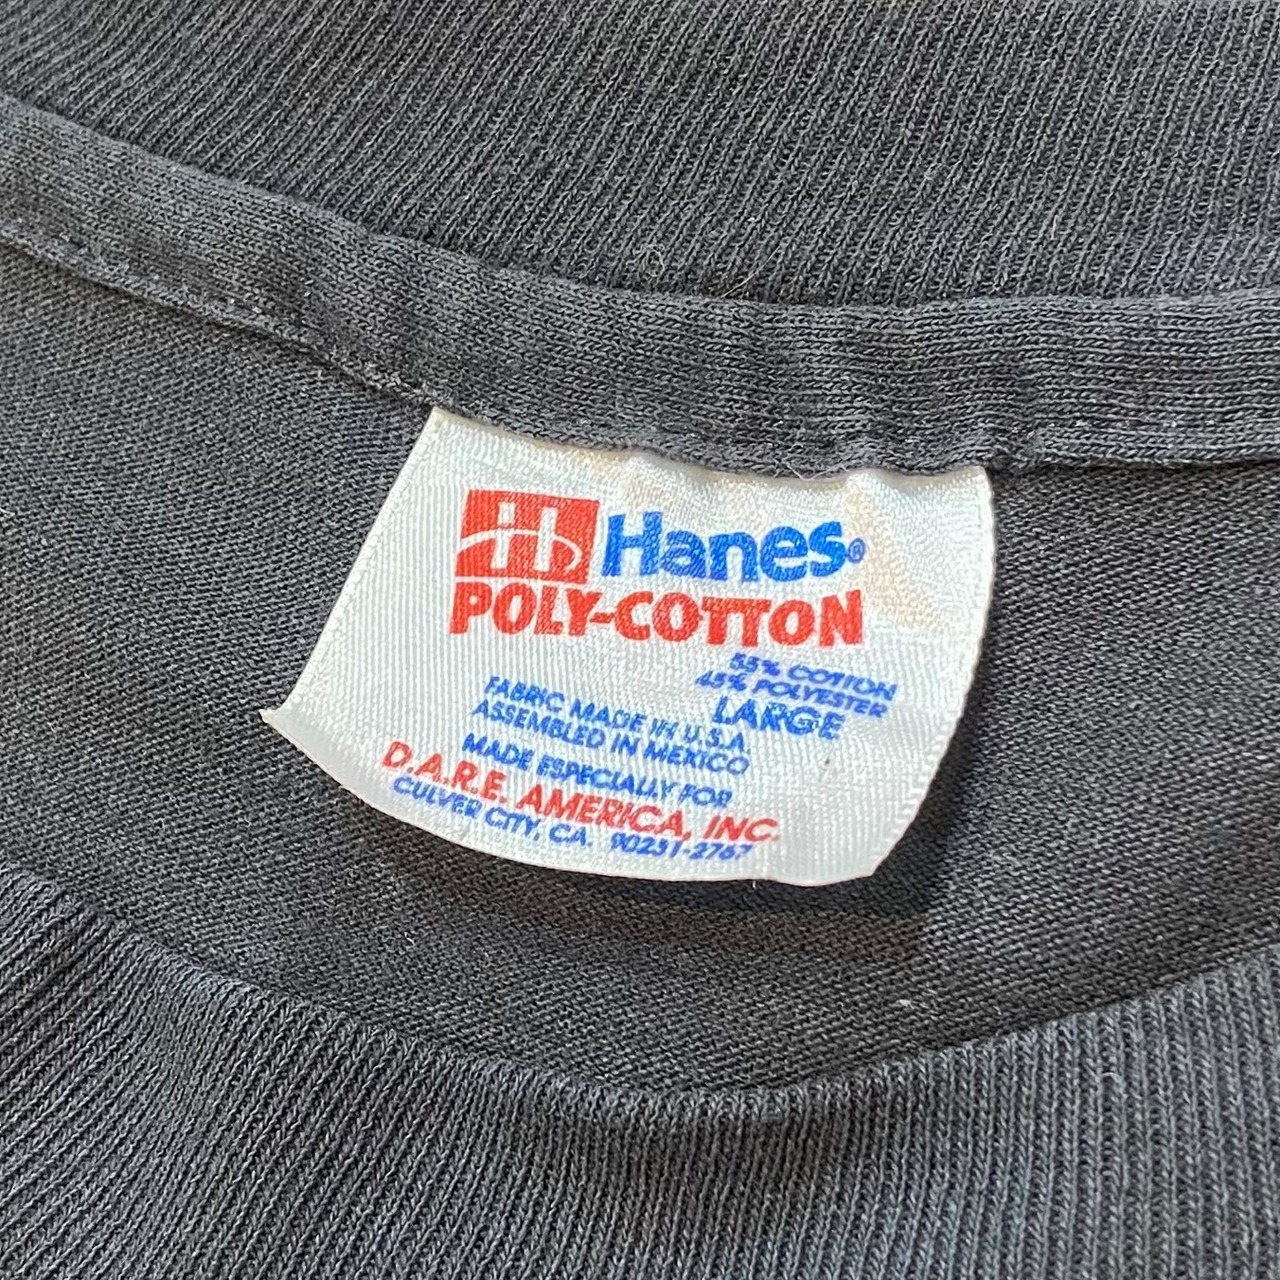 H Hanes®
POLY-COTTON
55% COTTON
45% POLYESTER
LARGE
FABRIC MADE IN U.S.A.
ASSEMBLED IN MEXICO
MADE ESPECIALLY FOR
D.A.R.E. AMERICA, INC.
CULVER CITY, CA. 90231-2767